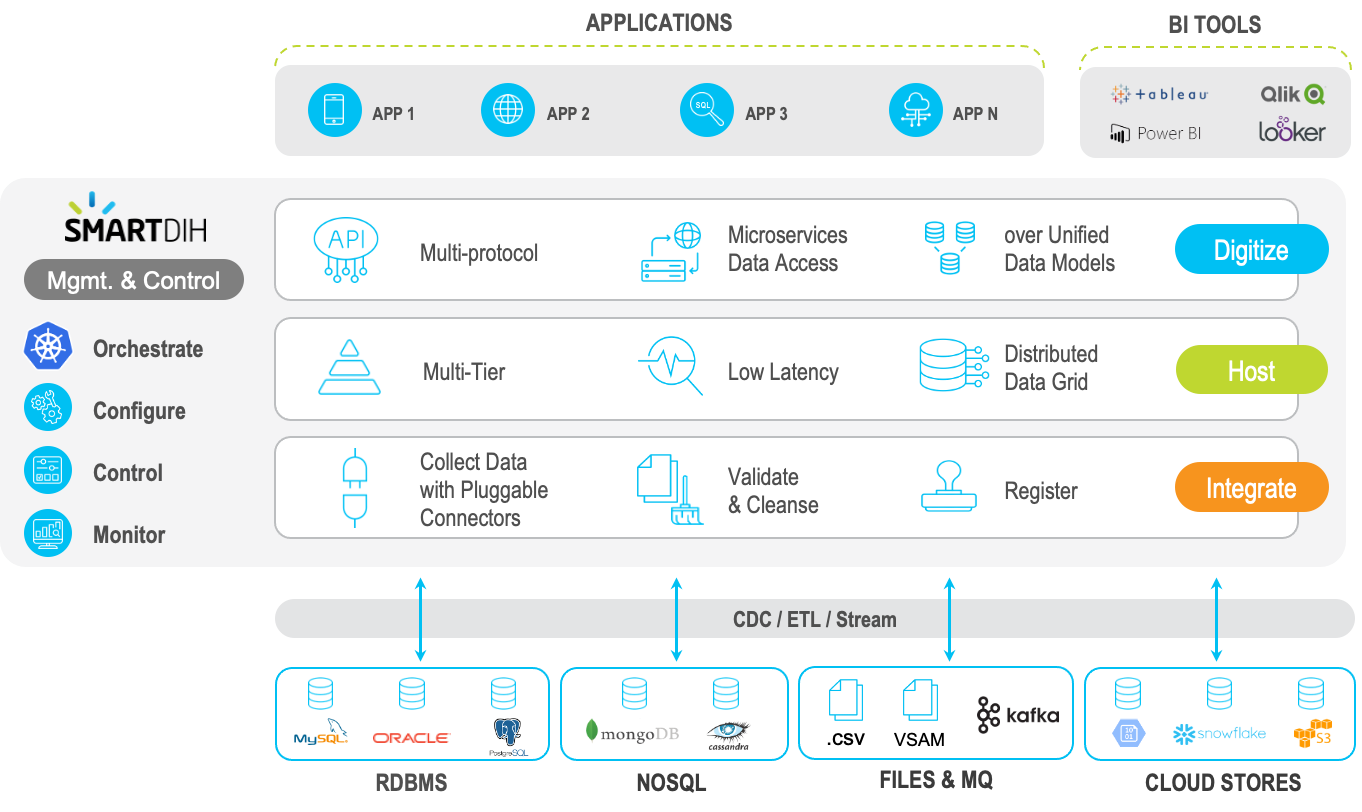 APPLICATIONS
BI TOOLS
APP 1
APP 2
SQL
APP 3
APP N
+ableau
Qlik
Power BI
looker
SMARTDIH
Mgmt. & Control
Orchestrate
Configure
Control
Monitor
API
Multi-protocol
Microservices
Data Access
over Unified
Data Models
Digitize
Multi-Tier
Low Latency
Distributed
Data Grid
Host
Collect Data
with Pluggable
Connectors
Validate
& Cleanse
Register
Integrate
CDC / ETL / Stream
MySQL
ORACLE
PostgreSQL
RDBMS
mongoDB
cassandra
NOSQL
.CSV
VSAM
kafka
FILES & MQ
10
01
snowflake
S3
CLOUD STORES